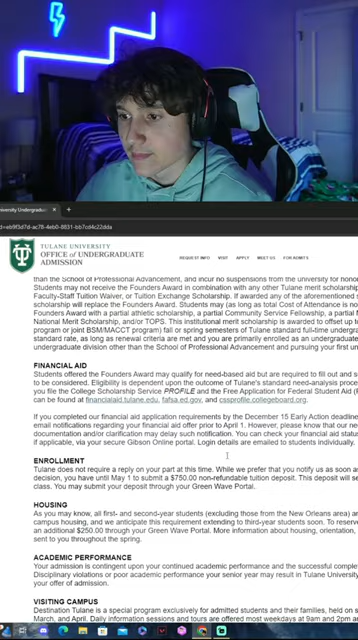 University Undergraduate
d=eb9f3d7d-ac78-4eb0-8031-bb7cd4c22dda
TULANE UNIVERSITY
OFFICE OF UNDERGRADUATE
ADMISSION
REQUEST INFO VISIT APPLY MEET US FOR ADMITS
than the School of Professional Advancement, and incur no suspensions from the university for honor
Students may not receive the Founders Award in combination with any other Tulane merit scholarship
Faculty-Staff Tuition Waiver, or Tuition Exchange Scholarship. If awarded any of the aforementioned s
scholarship will replace the Founders Award. Students may (as long as total Cost of Attendance is no
Founders Award with a partial athletic scholarship, a partial Community Service Fellowship, a partial
National Merit Scholarship, and/or TOPS. This institutional merit scholarship is awarded to offset up t
program or joint BSM/MACCT program) fall or spring semesters of Tulane standard full-time undergr
standard rate, as long as renewal criteria are met and you are primarily enrolled as an undergraduate
undergraduate division other than the School of Professional Advancement and pursuing your first un
FINANCIAL AID
Students offered the Founders Award may qualify for need-based aid but are required to fill out and s
to be considered. Eligibility is dependent upon the outcome of Tulane's standard need-analysis proce
you file the College Scholarship Service PROFILE and the Free Application for Federal Student Aid
can be found at financialaid.tulane.edu, fafsa.ed.gov, and cssprofile.collegeboard.org.
If you completed our financial aid application requirements by the December 15 Early Action deadline
email notifications regarding your financial aid offer prior to April 1. However, please know that our ne
documentation and/or clarification may delay such notification. You can check your financial aid status
if applicable, via your secure Gibson Online portal. Login details are emailed to students individually.
ENROLLMENT
Tulane does not require a reply on your part at this time. While we prefer that you notify us as soon as
decision, you have until May 1 to submit a $750.00 non-refundable tuition deposit. This deposit will se
class. You may submit your deposit through your Green Wave Portal.
HOUSING
As you may know, all first- and second-year students (excluding those from the New Orleans area) ar
campus housing, and we anticipate this requirement extending to third-year students soon. To reserve
an additional $250.00 through your Green Wave Portal. More information about housing, orientation,
sent to you throughout the spring.
ACADEMIC PERFORMANCE
Your admission is contingent upon your continued academic performance and the successful complet
Disciplinary violations or poor academic performance your senior year may result in Tulane University
your offer of admission.
VISITING CAMPUS
Destination Tulane is a special program exclusively for admitted students and their families, held on s
March, and April. Daily information sessions and tours are offered most weekdays at 9am and 2pm a